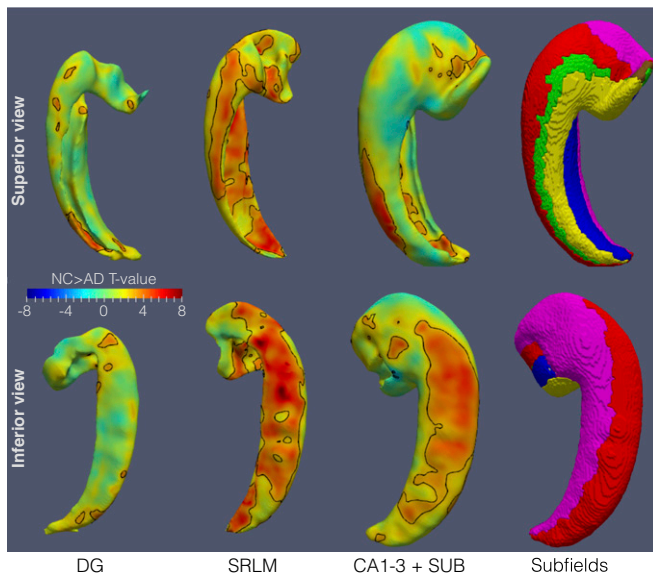 Superior view
NC>AD T-value
-8 -4 0 4 8
Inferior view
DG SRLM CA1-3 + SUB Subfields